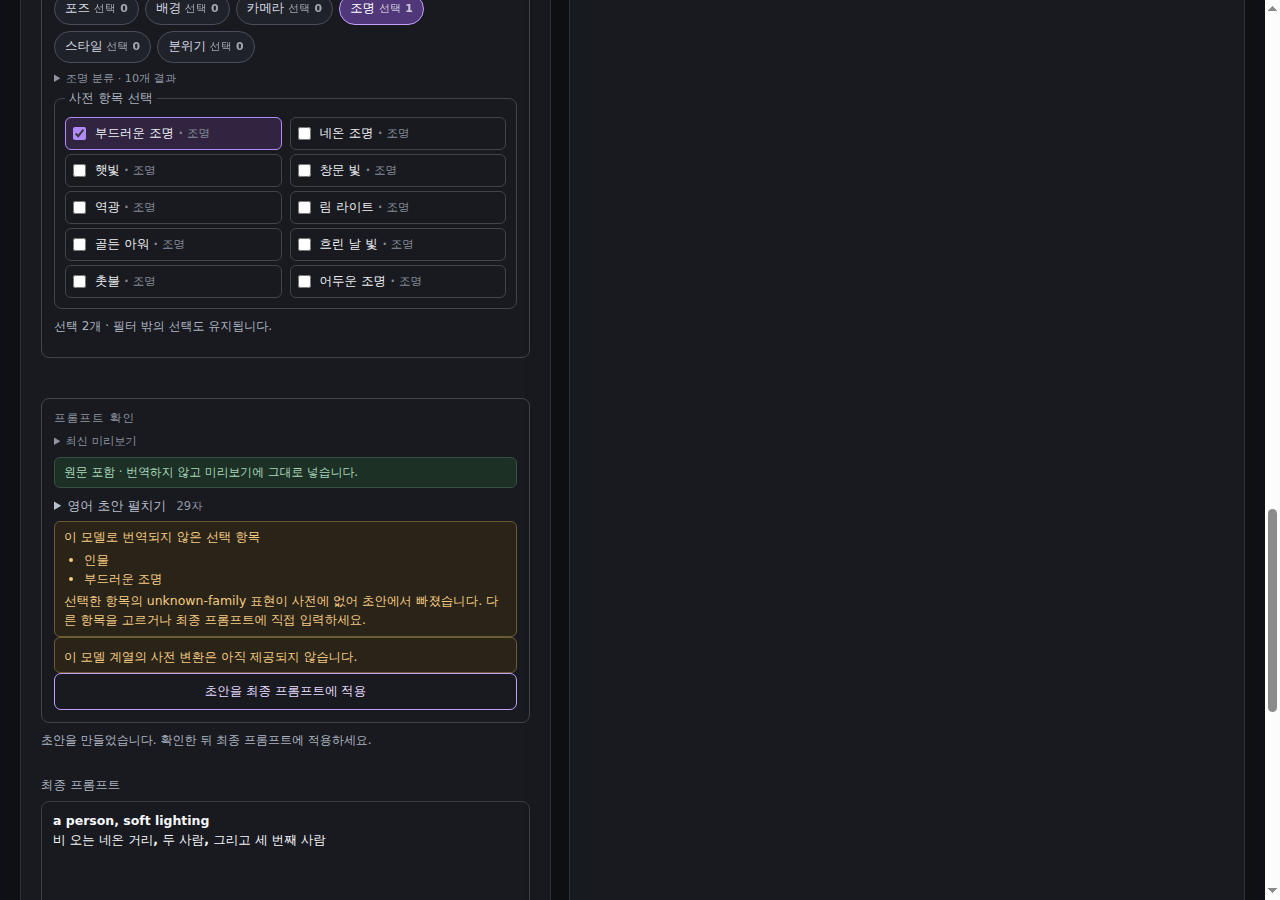 포즈 선택 0
배경 선택 0
카메라 선택 0
조명 선택 1
스타일 선택 0
분위기 선택 0
조명 분류 · 10개 결과
사전 항목 선택
부드러운 조명 · 조명
네온 조명 · 조명
햇빛 · 조명
창문 빛 · 조명
역광 · 조명
림 라이트 · 조명
골든 아워 · 조명
흐린 날 빛 · 조명
촛불 · 조명
어두운 조명 · 조명
선택 2개 · 필터 밖의 선택도 유지됩니다.
프롬프트 확인
최신 미리보기
원문 포함 · 번역하지 않고 미리보기에 그대로 넣습니다.
영어 초안 펼치기 29자
이 모델로 번역되지 않은 선택 항목
• 인물
• 부드러운 조명
선택한 항목의 unknown-family 표현이 사전에 없어 초안에서 빠졌습니다. 다
른 항목을 고르거나 최종 프롬프트에 직접 입력하세요.
이 모델 계열의 사전 변환은 아직 제공되지 않습니다.
초안을 최종 프롬프트에 적용
초안을 만들었습니다. 확인한 뒤 최종 프롬프트에 적용하세요.
최종 프롬프트
a person, soft lighting
비 오는 네온 거리, 두 사람, 그리고 세 번째 사람